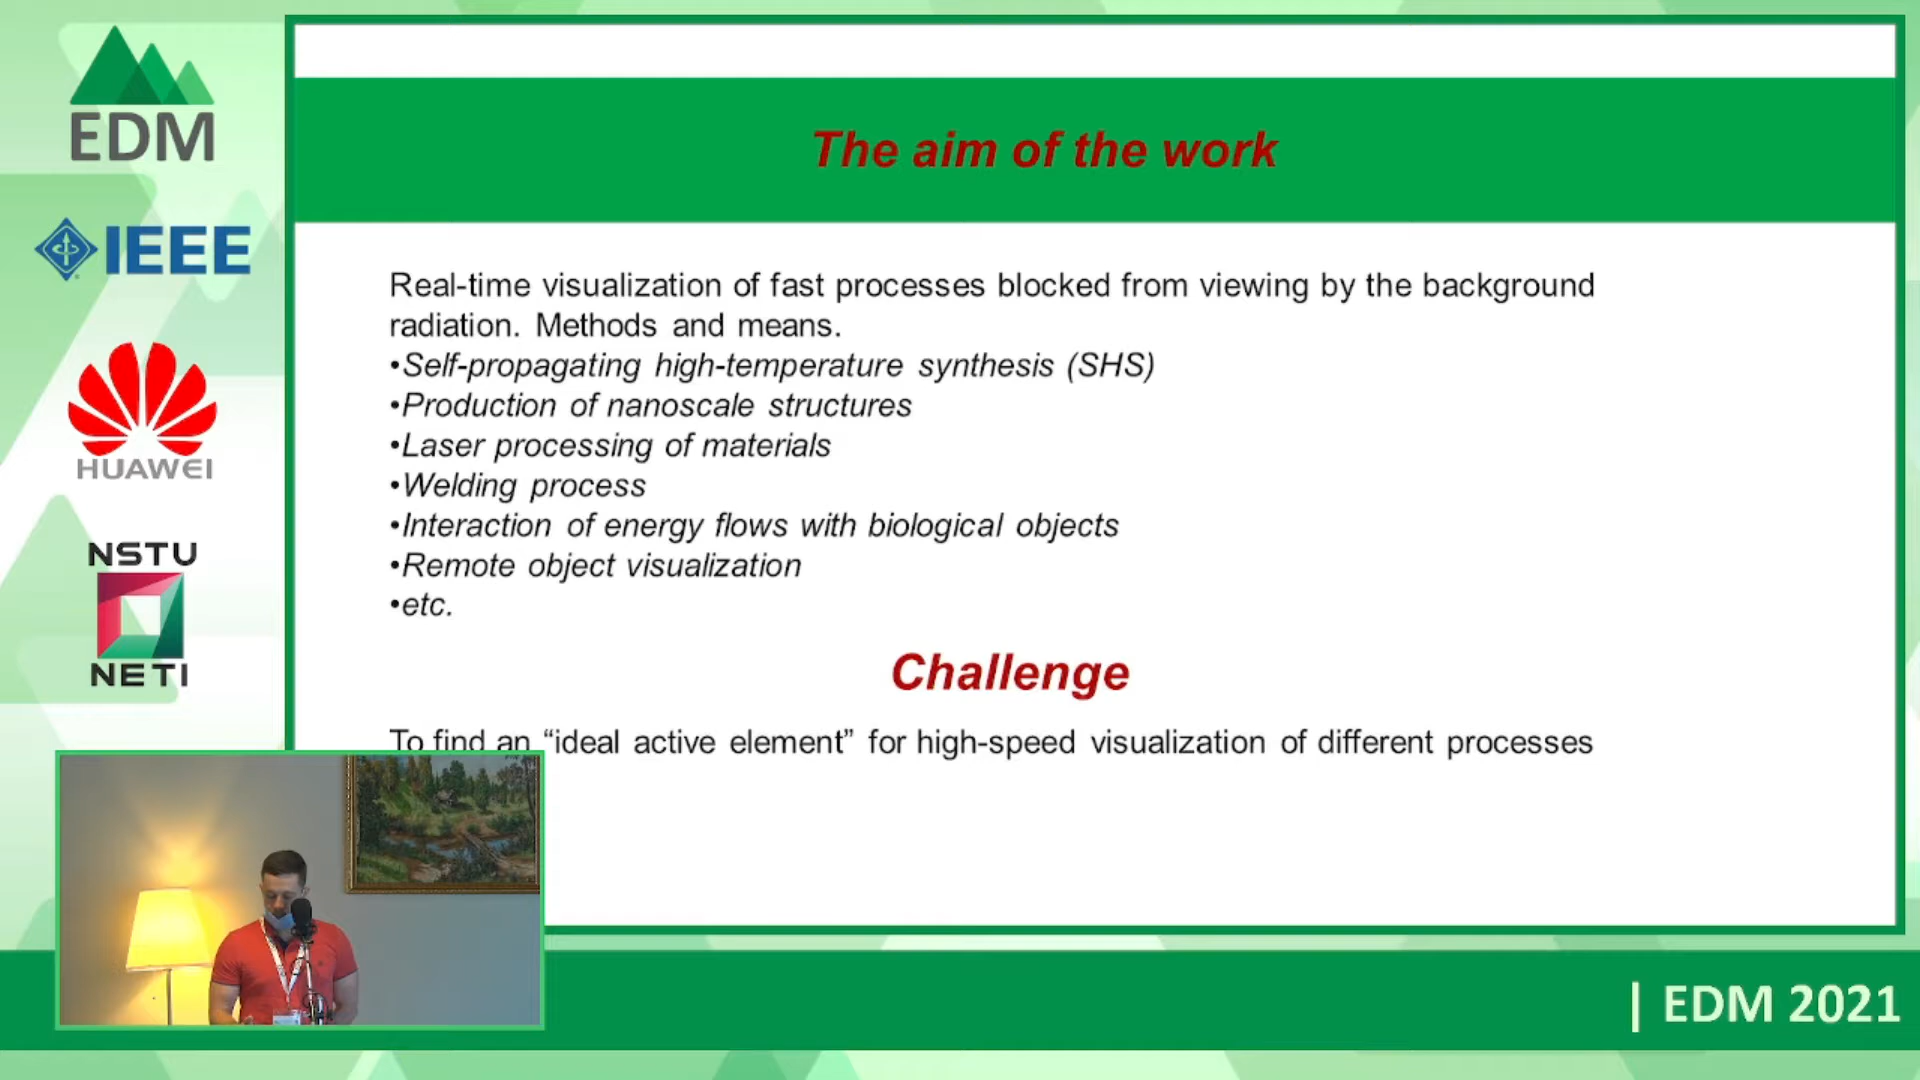 EDM
IEEE
HUAWEI
NSTU
NETI
The aim of the work
Real-time visualization of fast processes blocked from viewing by the background
radiation. Methods and means.
•Self-propagating high-temperature synthesis (SHS)
•Production of nanoscale structures
•Laser processing of materials
•Welding process
•Interaction of energy flows with biological objects
•Remote object visualization
•etc.
Challenge
To find an “ideal active element” for high-speed visualization of different processes
| EDM 2021